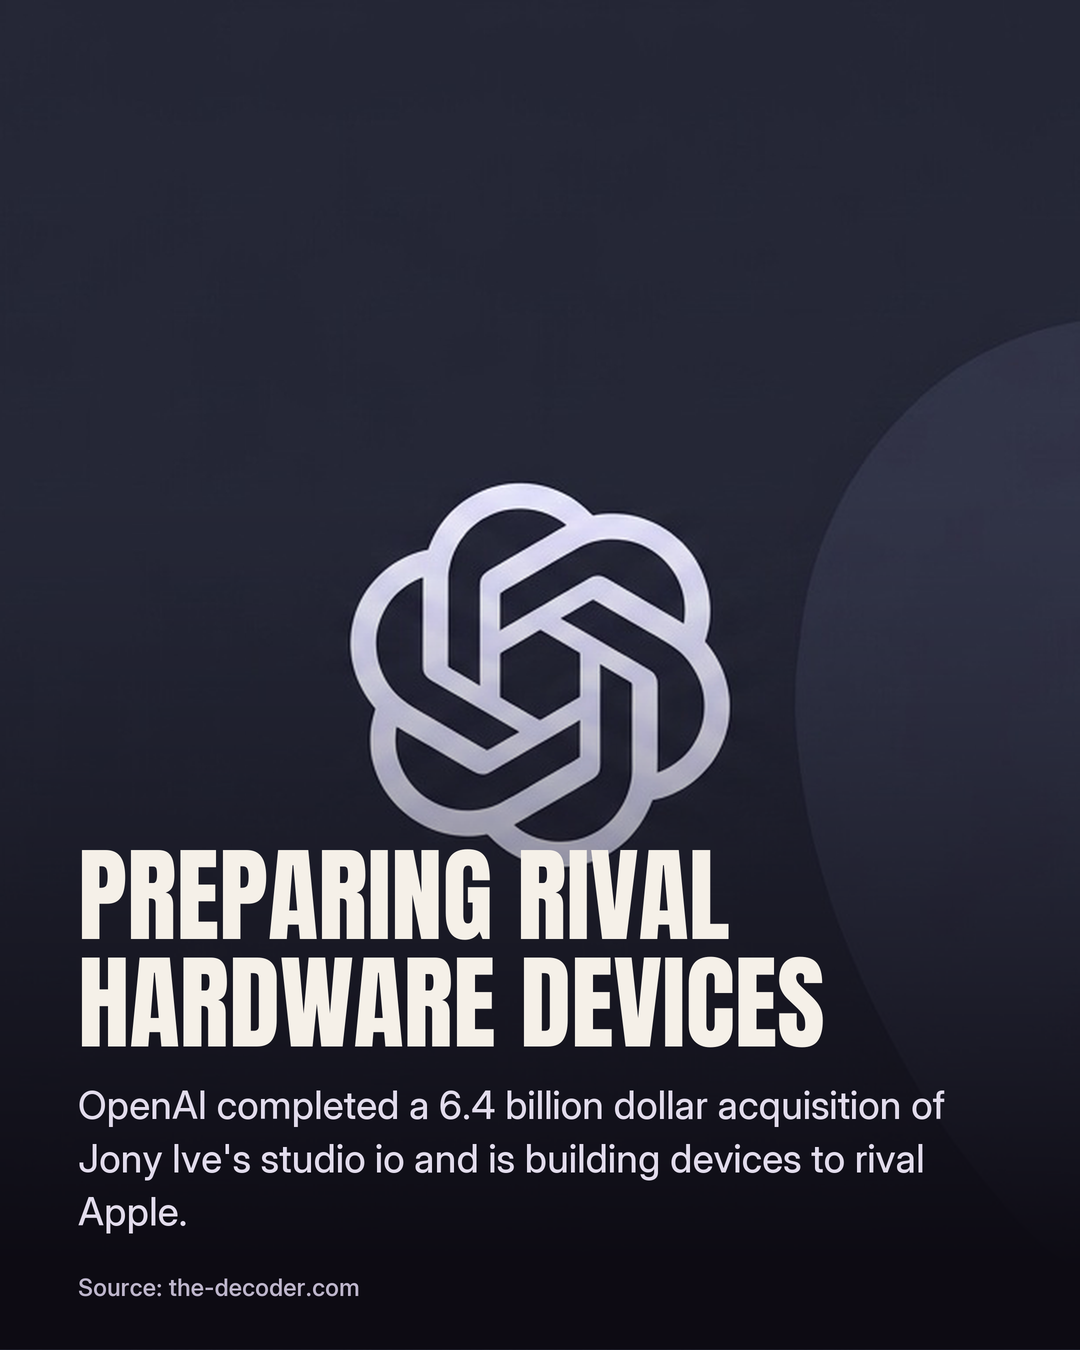 PREPARING RIVAL
HARDWARE DEVICES
OpenAI completed a 6.4 billion dollar acquisition of
Jony Ive's studio io and is building devices to rival
Apple.
Source: the-decoder.com